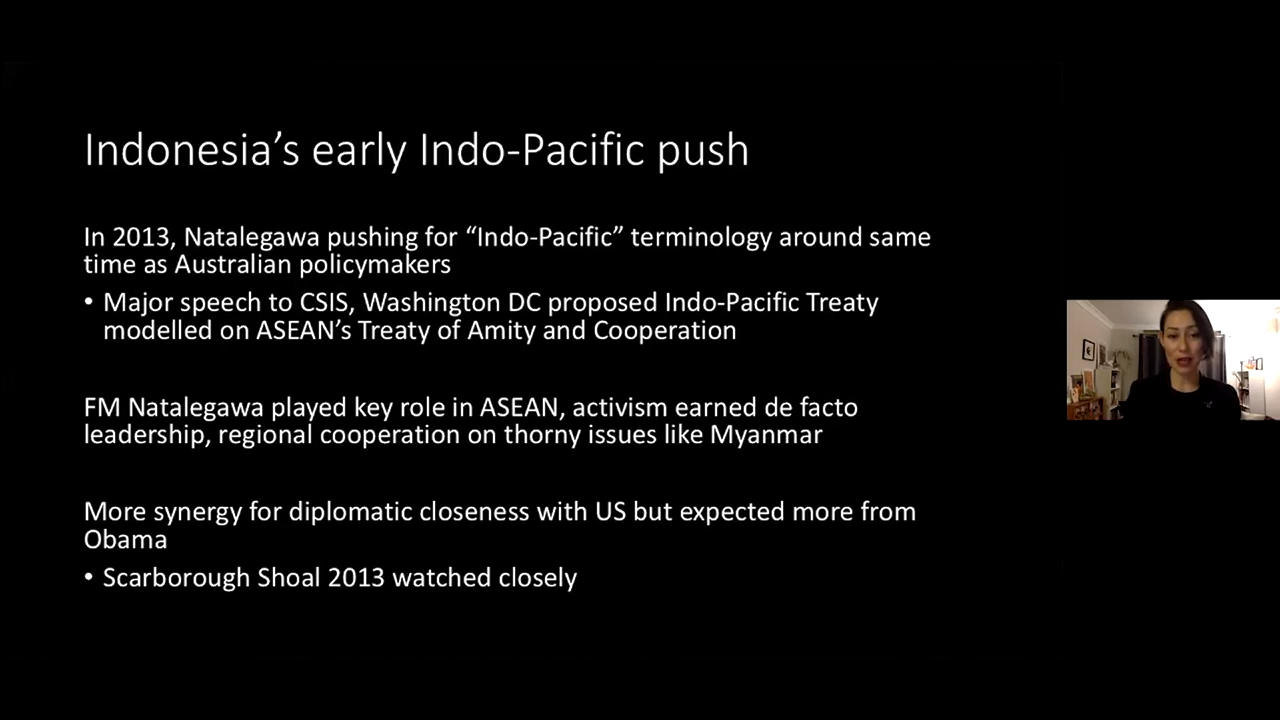 Indonesia’s early Indo-Pacific push
In 2013, Natalegawa pushing for “Indo-Pacific” terminology around same
time as Australian policymakers
• Major speech to CSIS, Washington DC proposed Indo-Pacific Treaty
modelled on ASEAN’s Treaty of Amity and Cooperation
FM Natalegawa played key role in ASEAN, activism earned de facto
leadership, regional cooperation on thorny issues like Myanmar
More synergy for diplomatic closeness with US but expected more from
Obama
• Scarborough Shoal 2013 watched closely